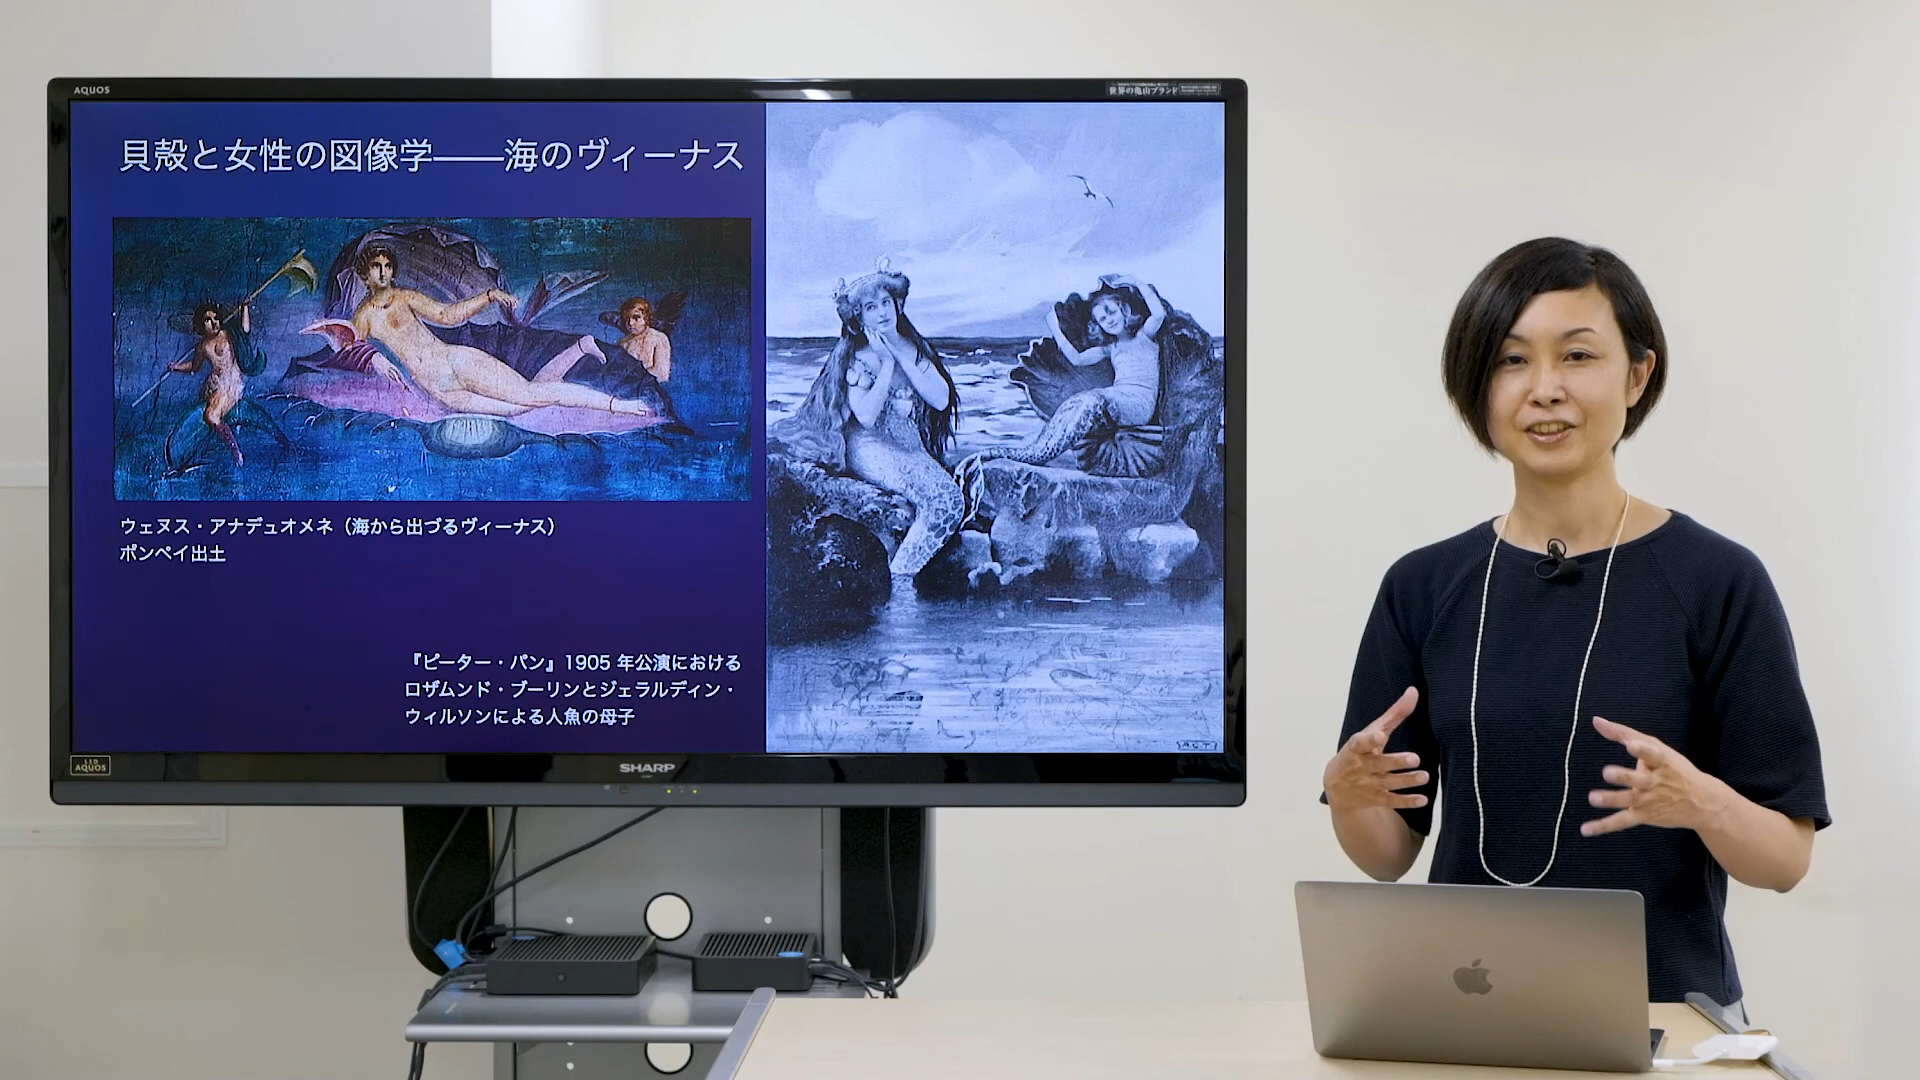 AQUOS
世界の亀山ブランド
貝殻と女性の図像学――海のヴィーナス
ウェヌス・アナデュオメネ（海から出づるヴィーナス）
ポンペイ出土
『ピーター・パン』1905 年公演における
ロザムンド・ブーリンとジェラルディン・
ウィルソンによる人魚の母子
LED
AQUOS
SHARP